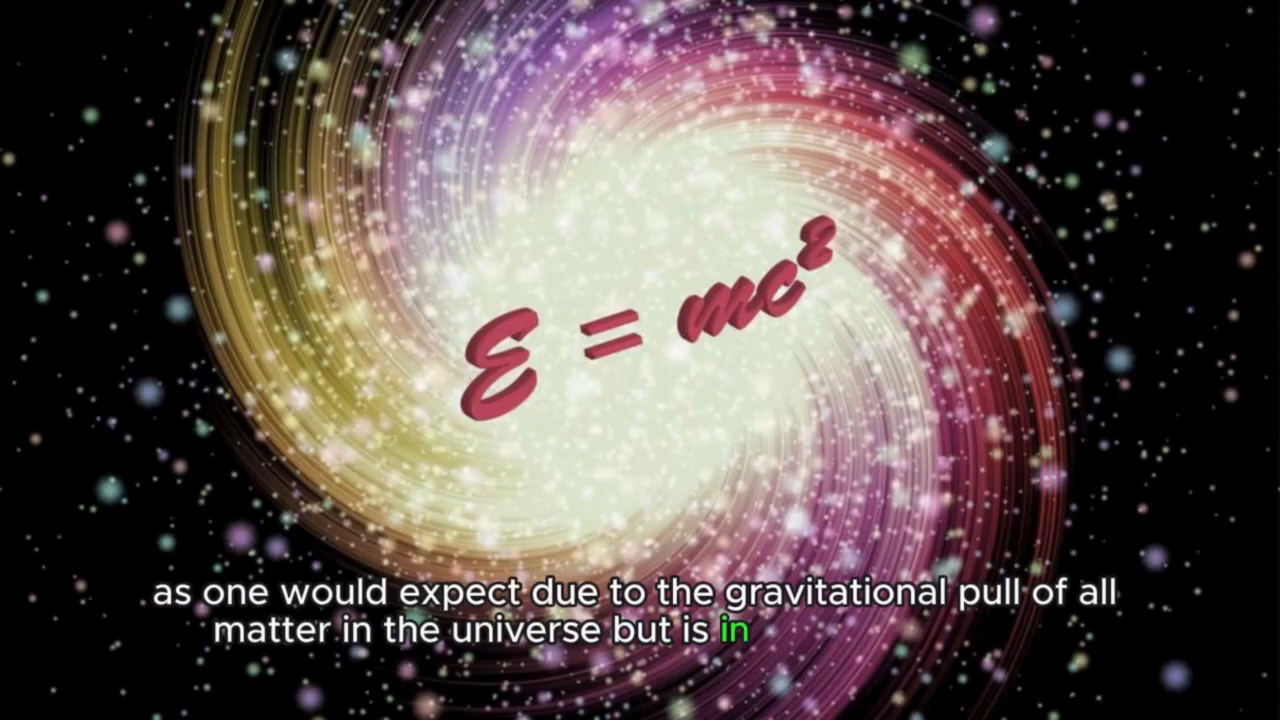 E = mc²
as one would expect due to the gravitational pull of all
matter in the universe but is in